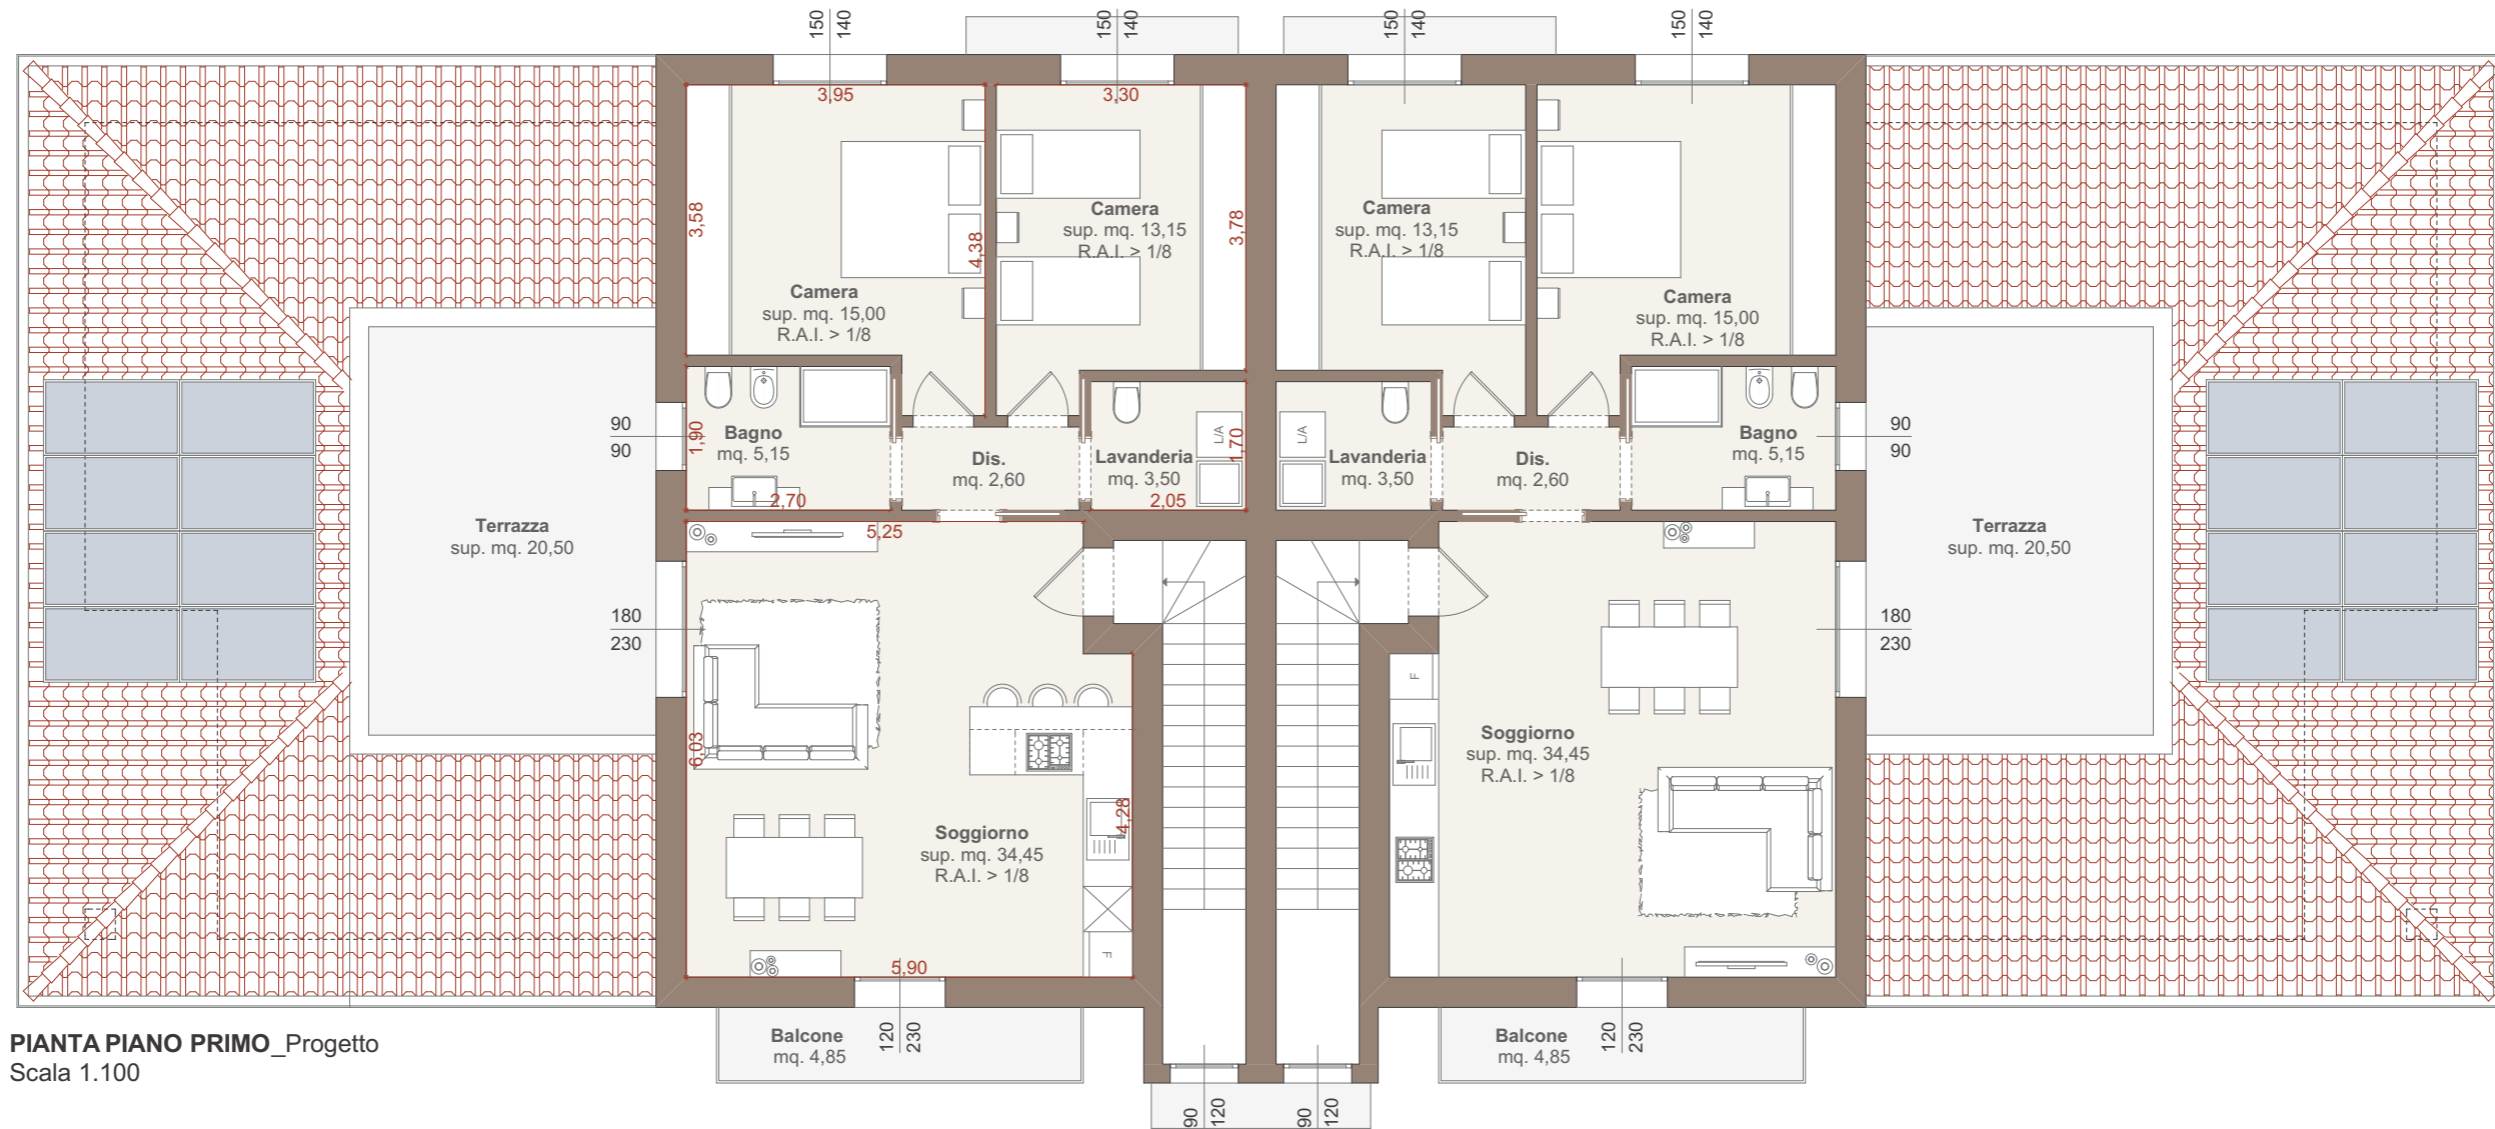 150
140
150
140
150
140
150
140
3,95
3,30
3,58
4,38
3,78
Camera
sup. mq. 13,15
R.A.I. > 1/8
Camera
sup. mq. 13,15
R.A.I. > 1/8
Camera
sup. mq. 15,00
R.A.I. > 1/8
Camera
sup. mq. 15,00
R.A.I. > 1/8
90
90
1,90
Bagno
mq. 5,15
2,70
Dis.
mq. 2,60
Lavanderia
mq. 3,50
L/A
1,70
2,05
L/A
Lavanderia
mq. 3,50
Dis.
mq. 2,60
Bagno
mq. 5,15
90
90
Terrazza
sup. mq. 20,50
5,25
Terrazza
sup. mq. 20,50
180
230
180
230
F
6,03
Soggiorno
sup. mq. 34,45
R.A.I. > 1/8
4,28
Soggiorno
sup. mq. 34,45
R.A.I. > 1/8
F
5,90
Balcone
mq. 4,85
120
230
Balcone
mq. 4,85
120
230
90
120
90
120
PIANTA PIANO PRIMO_Progetto
Scala 1.100